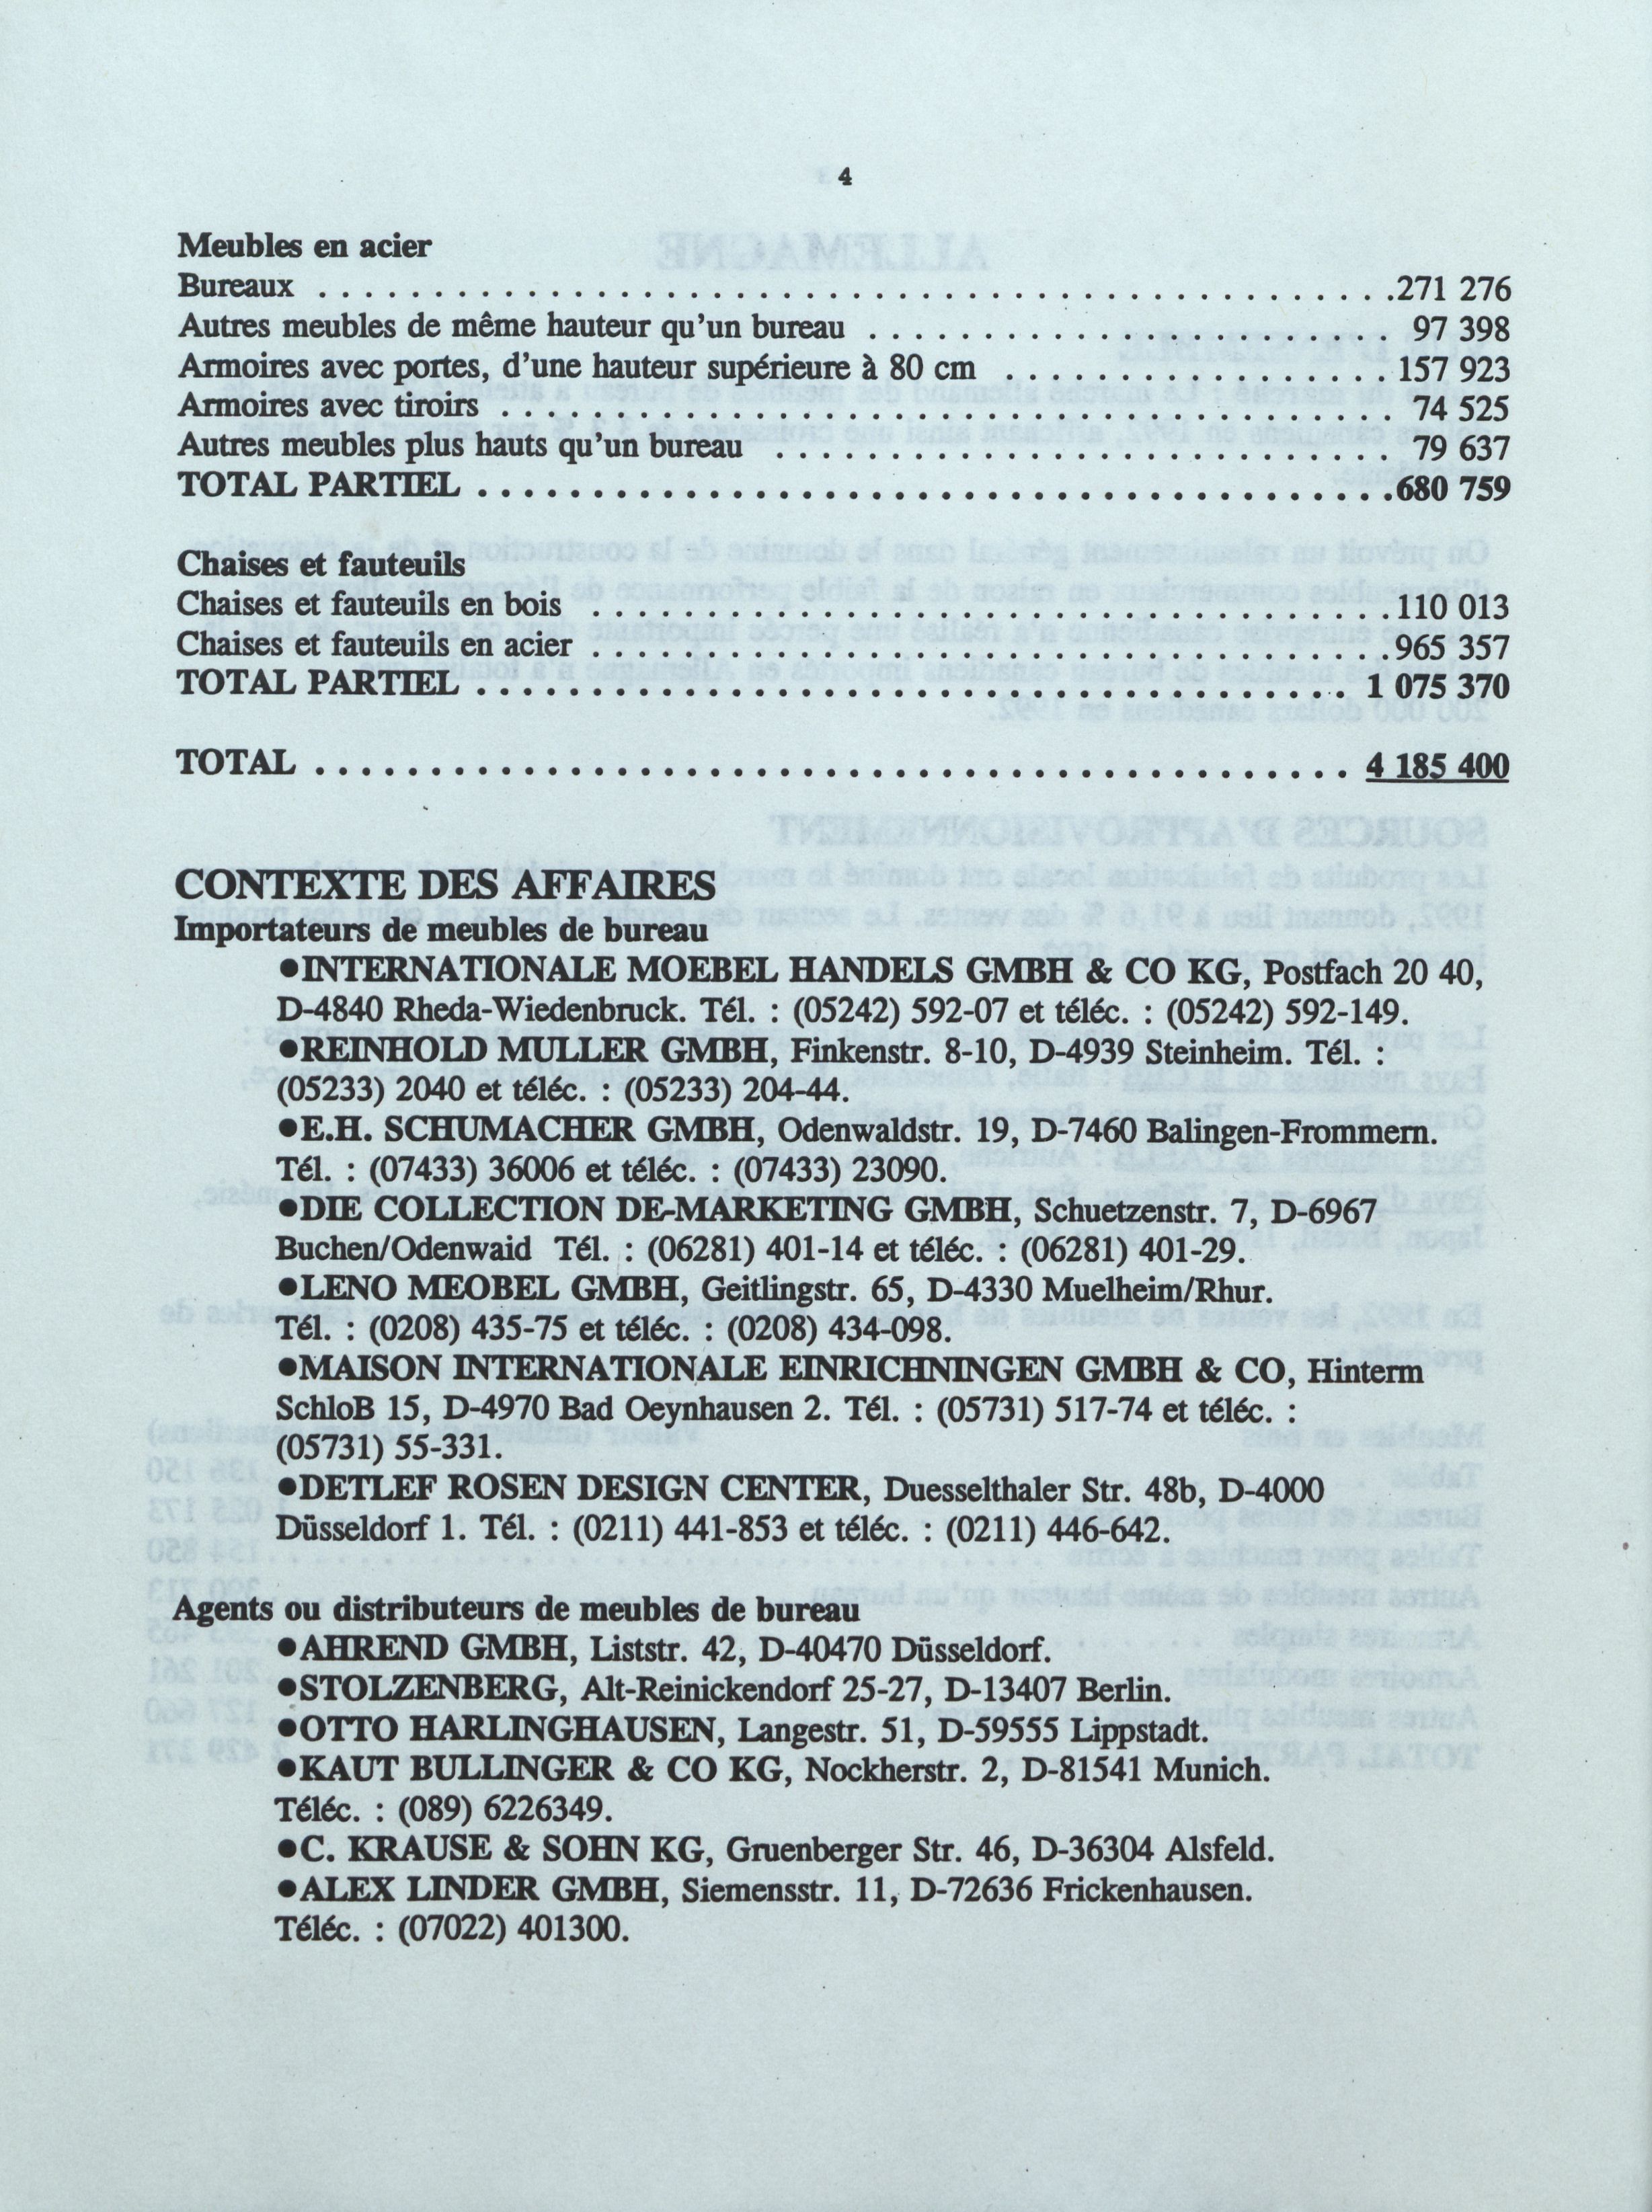 4
Meubles en acier
Bureaux . . . . . . . . . . . . . . . . . . . . . . . . . . . . . . . . . . . . . . . . .271 276
Autres meubles de même hauteur qu'un bureau . . . . . . . . . . . . . . . . . . . . 97 398
Armoires avec portes, d'une hauteur supérieure à 80 cm . . . . . . . . . . . . . . . 157 923
Armoires avec tiroirs . . . . . . . . . . . . . . . . . . . . . . . . . . . . . . . . . . 74 525
Autres meubles plus hauts qu'un bureau . . . . . . . . . . . . . . . . . . . . . . . . 79 637
TOTAL PARTIEL . . . . . . . . . . . . . . . . . . . . . . . . . . . . . . . . . . .680 759
Chaises et fauteuils
Chaises et fauteuils en bois . . . . . . . . . . . . . . . . . . . . . . . . . . . . . . .110 013
Chaises et fauteuils en acier . . . . . . . . . . . . . . . . . . . . . . . . . . . . . . .965 357
TOTAL PARTIEL . . . . . . . . . . . . . . . . . . . . . . . . . . . . . . . . . 1 075 370
TOTAL . . . . . . . . . . . . . . . . . . . . . . . . . . . . . . . . . . . . . . . 4 185 400
CONTEXTE DES AFFAIRES
Importateurs de meubles de bureau
●INTERNATIONALE MOEBEL HANDELS GMBH & CO KG, Postfach 20 40,
D-4840 Rheda-Wiedenbruck. Tél. : (05242) 592-07 et téléc. : (05242) 592-149.
●REINHOLD MULLER GMBH, Finkenstr. 8-10, D-4939 Steinheim. Tél. :
(05233) 2040 et téléc. : (05233) 204-44.
●E.H. SCHUMACHER GMBH, Odenwaldstr. 19, D-7460 Balingen-Frommern.
Tél. : (07433) 36006 et téléc. : (07433) 23090.
●DIE COLLECTION DE-MARKETING GMBH, Schuetzenstr. 7, D-6967
Buchen/Odenwaid Tél. : (06281) 401-14 et téléc. : (06281) 401-29.
●LENO MEOBEL GMBH, Geitlingstr. 65, D-4330 Muelheim/Rhur.
Tél. : (0208) 435-75 et téléc. : (0208) 434-098.
●MAISON INTERNATIONALE EINRICHNINGEN GMBH & CO, Hinterm
SchloB 15, D-4970 Bad Oeynhausen 2. Tél. : (05731) 517-74 et téléc. :
(05731) 55-331.
●DETLEF ROSEN DESIGN CENTER, Duesselthaler Str. 48b, D-4000
Düsseldorf 1. Tél. : (0211) 441-853 et téléc. : (0211) 446-642.
Agents ou distributeurs de meubles de bureau
●AHREND GMBH, Liststr. 42, D-40470 Düsseldorf.
●STOLZENBERG, Alt-Reinickendorf 25-27, D-13407 Berlin.
●OTTO HARLINGHAUSEN, Langestr. 51, D-59555 Lippstadt.
●KAUT BULLINGER & CO KG, Nockherstr. 2, D-81541 Munich.
Téléc. : (089) 6226349.
●C. KRAUSE & SOHN KG, Gruenberger Str. 46, D-36304 Alsfeld.
●ALEX LINDER GMBH, Siemensstr. 11, D-72636 Frickenhausen.
Téléc. : (07022) 401300.